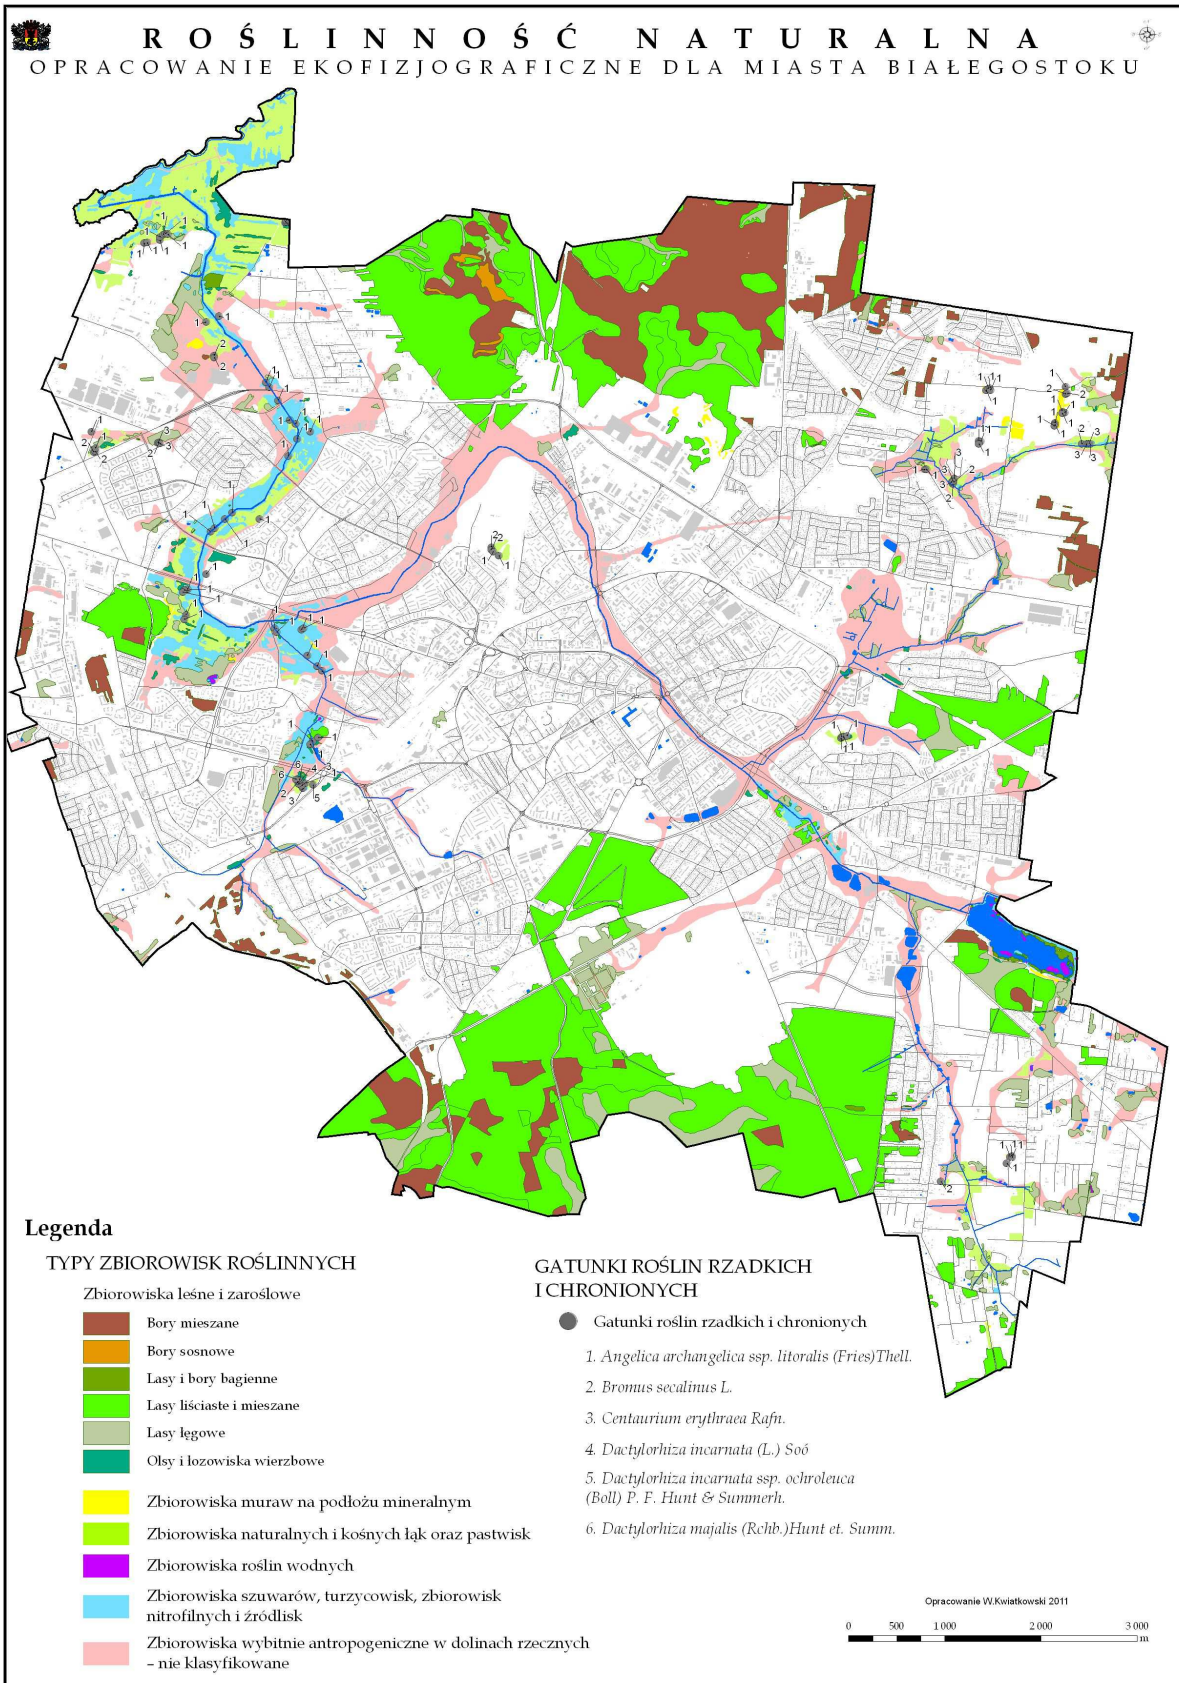 ROŚLINNOŚĆ NATURALNA
OPRACOWANIE EKOFIZJOGRAFICZNE DLA MIASTA BIAŁEGOSTOKU
Legenda
TYPY ZBIOROWISK ROŚLINNYCH
Zbiorowiska leśne i zaroślowe
Bory mieszane
Bory sosnowe
Lasy i bory bagienne
Lasy liściaste i mieszane
Lasy łęgowe
Olsy i łozowiska wierzbowe
Zbiorowiska muraw na podłożu mineralnym
Zbiorowiska naturalnych i kośnych łąk oraz pastwisk
Zbiorowiska roślin wodnych
Zbiorowiska szuwarów, turzycowisk, zbiorowisk
nitrofilnych i źródlisk
Zbiorowiska wybitnie antropogeniczne w dolinach rzecznych
– nie klasyfikowane
GATUNKI ROŚLIN RZADKICH
I CHRONIONYCH
Gatunki roślin rzadkich i chronionych
1. Angelica archangelica ssp. litoralis (Fries)Thell.
2. Bromus secalinus L.
3. Centaurium erythraea Rafn.
4. Dactylorhiza incarnata (L.) Soó
5. Dactylorhiza incarnata ssp. ochroleuca
(Boll) P. F. Hunt & Summerh.
6. Dactylorhiza majalis (Rchb.)Hunt et. Summ.
Opracowanie W.Kwiatkowski 2011
0 500 1 000 2 000 3 000
m